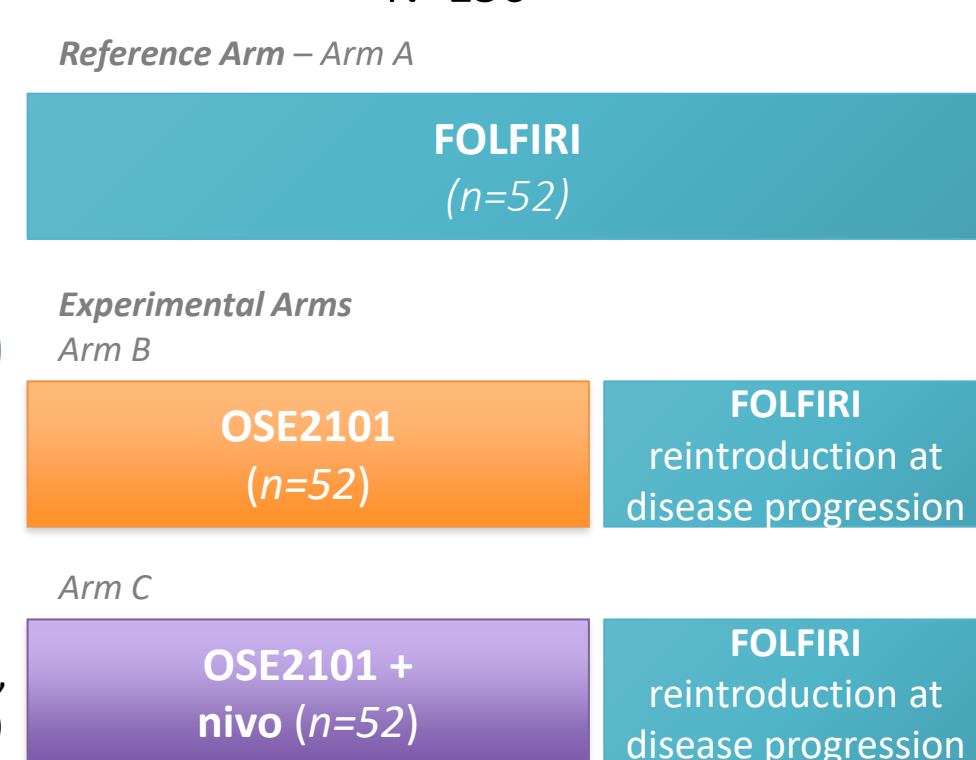 Reference Arm – Arm A
FOLFIRI
(n=52)
Experimental Arms
Arm B
OSE2101
(n=52)
FOLFIRI
reintroduction at
disease progression
Arm C
OSE2101 +
nivo (n=52)
FOLFIRI
reintroduction at
disease progression